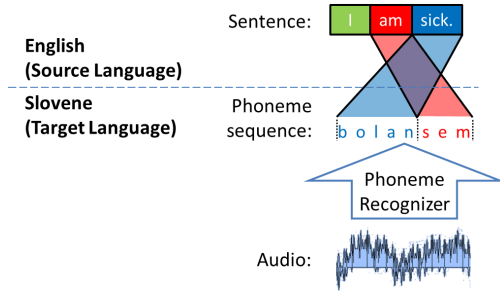 Sentence: I am sick.
English
(Source Language)
Slovene
(Target Language)
Phoneme
sequence: b o l a n s e m
Phoneme
Recognizer
Audio: